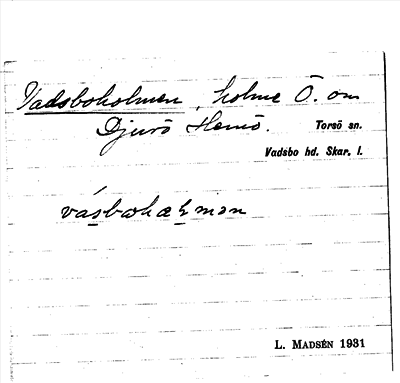 Vadsboholmen, holme Ö. om
Djurö Hemö.
Torsö sn.
Vadsbo hd. Skar. l.
L. MADSÉN 1931